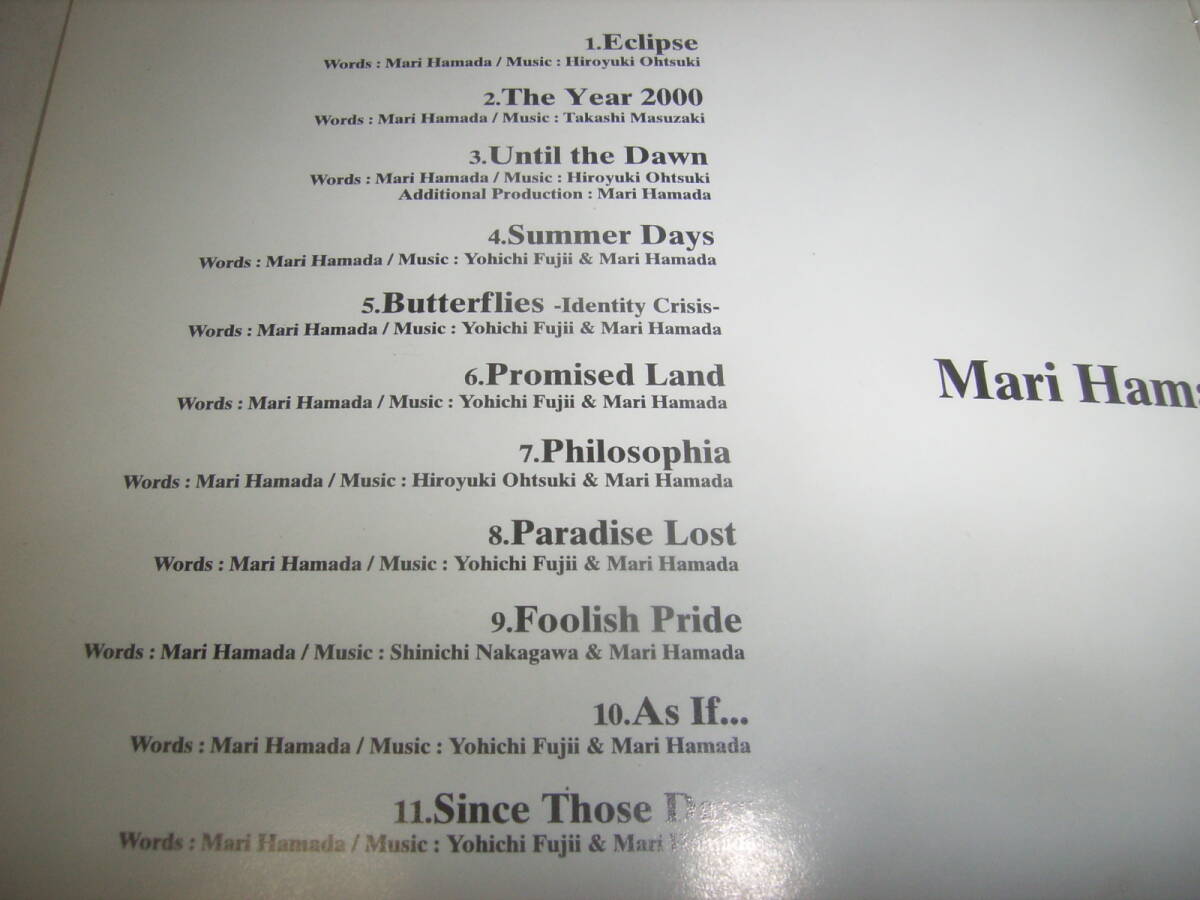 1.Eclipse
Words : Mari Hamada / Music : Hiroyuki Ohtsuki
2.The Year 2000
Words : Mari Hamada / Music : Takashi Masuzaki
3.Until the Dawn
Words : Mari Hamada / Music : Hiroyuki Ohtsuki
Additional Production : Mari Hamada
4.Summer Days
Words : Mari Hamada / Music : Yohichi Fujii & Mari Hamada
5.Butterflies -Identity Crisis-
Words : Mari Hamada / Music : Yohichi Fujii & Mari Hamada
6.Promised Land
Words : Mari Hamada / Music : Yohichi Fujii & Mari Hamada
7.Philosophia
Words : Mari Hamada / Music : Hiroyuki Ohtsuki & Mari Hamada
8.Paradise Lost
Words : Mari Hamada / Music : Yohichi Fujii & Mari Hamada
9.Foolish Pride
Words : Mari Hamada / Music : Shinichi Nakagawa & Mari Hamada
10.As If...
Words : Mari Hamada / Music : Yohichi Fujii & Mari Hamada
11.Since Those Days
Words : Mari Hamada / Music : Yohichi Fujii & Mari Hamada
Mari Hama